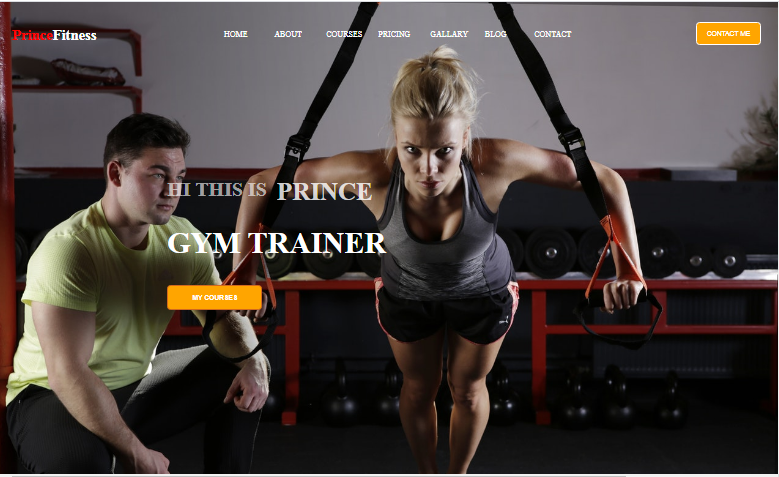 PrinceFitness
HOME ABOUT COURSES PRICING GALLARY BLOG CONTACT
CONTACT ME
HI THIS IS PRINCE
GYM TRAINER
MY COURSES